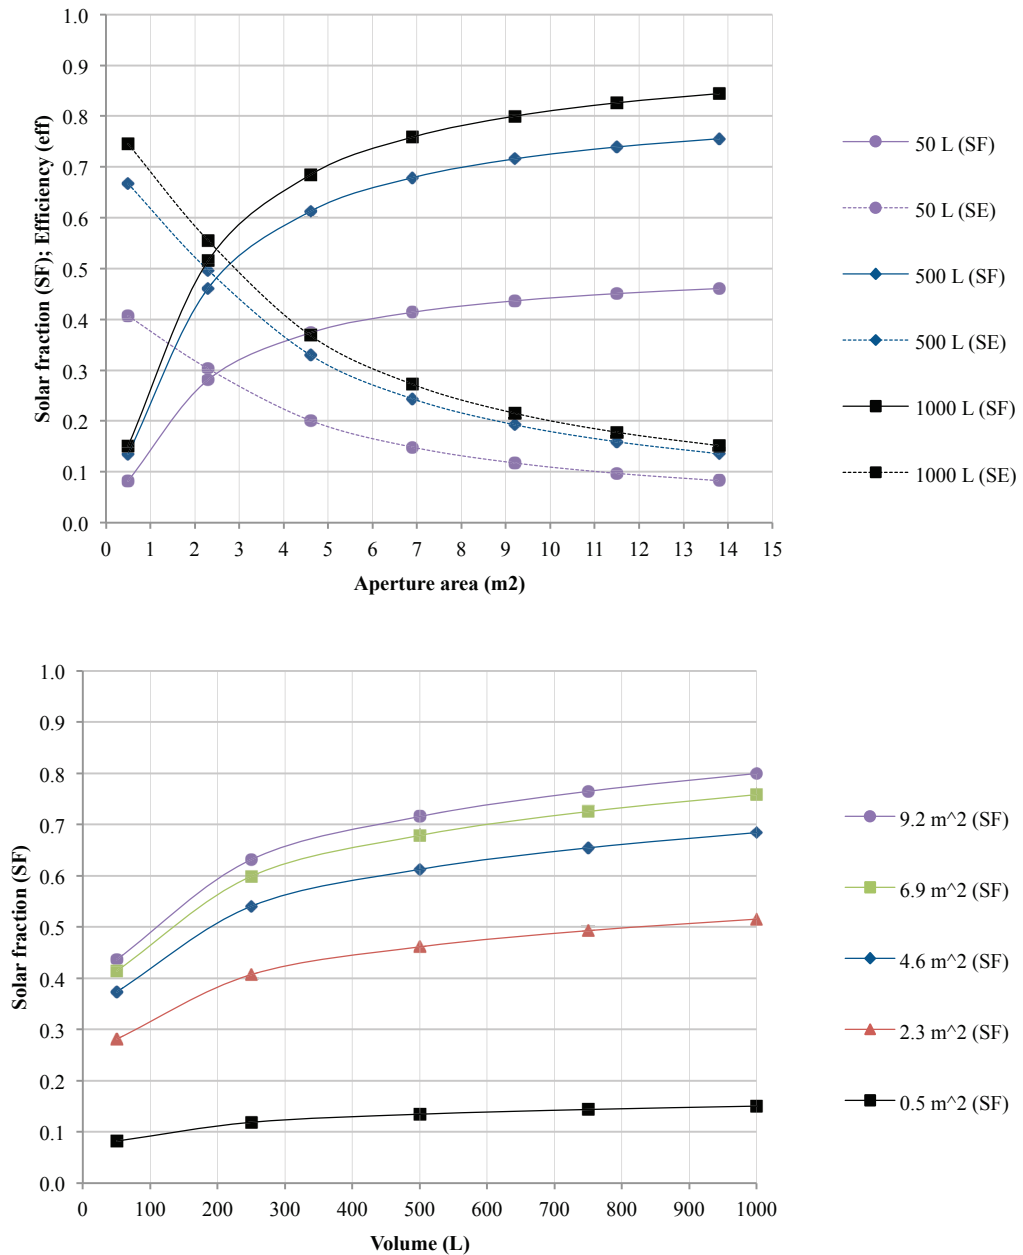 1.0
0.9
0.8
0.7
0.6
0.5
0.4
0.3
0.2
0.1
0.0
Solar fraction (SF); Efficiency (eff)
0 1 2 3 4 5 6 7 8 9 10 11 12 13 14 15
Aperture area (m2)
50 L (SF)
50 L (SE)
500 L (SF)
500 L (SE)
1000 L (SF)
1000 L (SE)
1.0
0.9
0.8
0.7
0.6
0.5
0.4
0.3
0.2
0.1
0.0
Solar fraction (SF)
0 100 200 300 400 500 600 700 800 900 1000
Volume (L)
9.2 m^2 (SF)
6.9 m^2 (SF)
4.6 m^2 (SF)
2.3 m^2 (SF)
0.5 m^2 (SF)